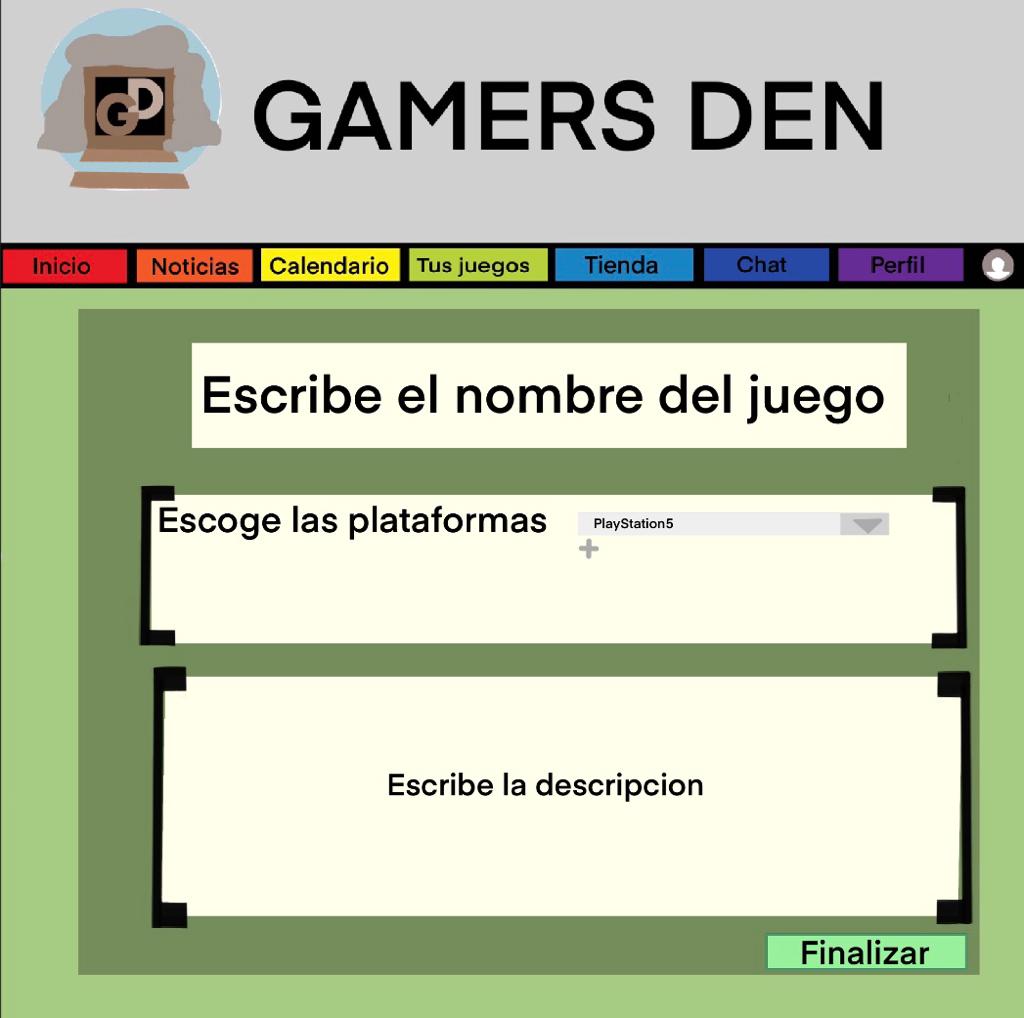 GD
GAMERS DEN
Inicio Noticias Calendario Tus juegos Tienda Chat Perfil
Escribe el nombre del juego
Escoge las plataformas PlayStation5
+
Escribe la descripcion
Finalizar